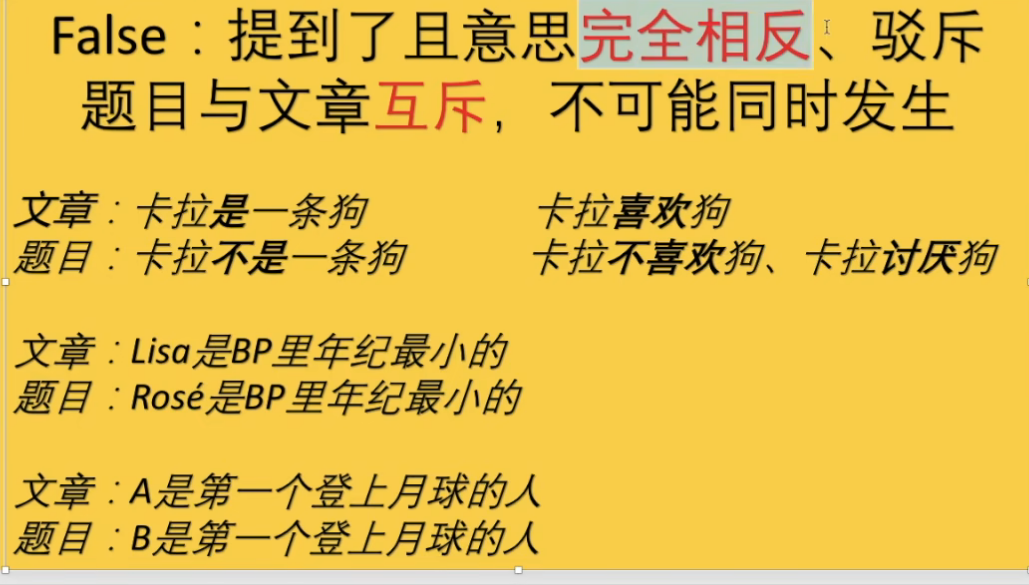 False：提到了且意思完全相反、驳斥
题目与文章互斥，不可能同时发生
文章：卡拉是一条狗 卡拉喜欢狗
题目：卡拉不是一条狗 卡拉不喜欢狗、卡拉讨厌狗
文章：Lisa是BP里年纪最小的
题目：Rosé是BP里年纪最小的
文章：A是第一个登上月球的人
题目：B是第一个登上月球的人